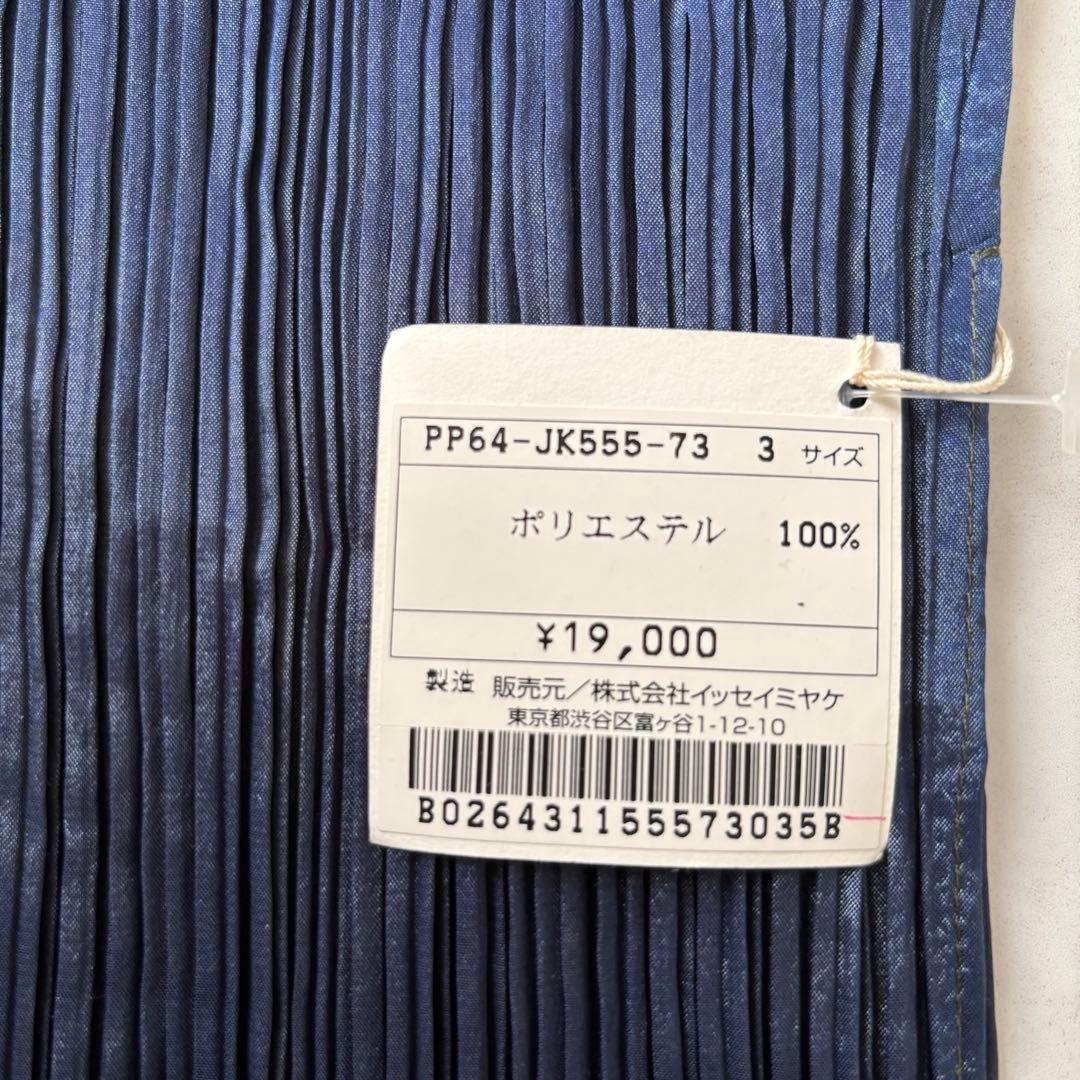 PP64-JK555-73 3 サイズ
ポリエステル 100%
¥19,000
製造 販売元／株式会社イッセイミヤケ
東京都渋谷区富ヶ谷1-12-10
B0264311555573035B